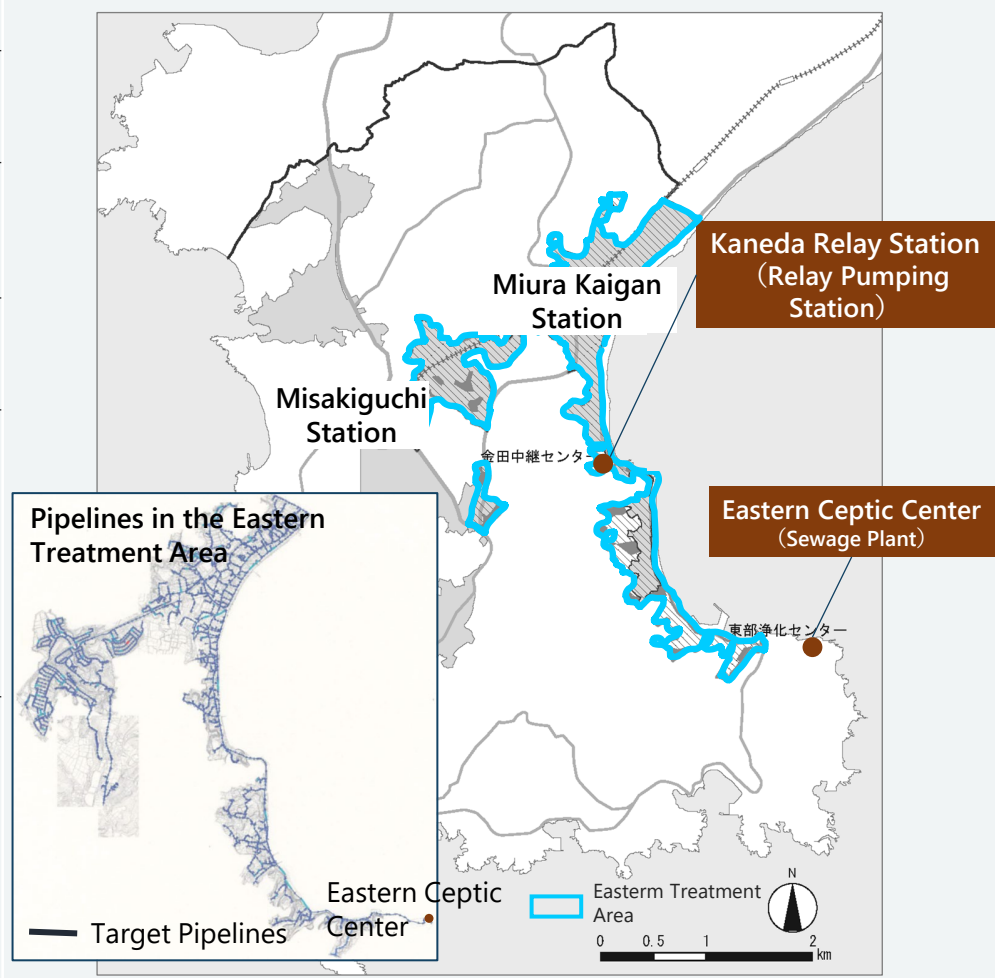 Kaneda Relay Station
（Relay Pumping
Station）
Miura Kaigan
Station
Misakiguchi
Station
金田中継センター
Eastern Ceptic Center
（Sewage Plant）
東部浄化センター
Pipelines in the Eastern
Treatment Area
Eastern Ceptic
Center
Target Pipelines
Easterm Treatment
Area
N
0 0.5 1 2
km